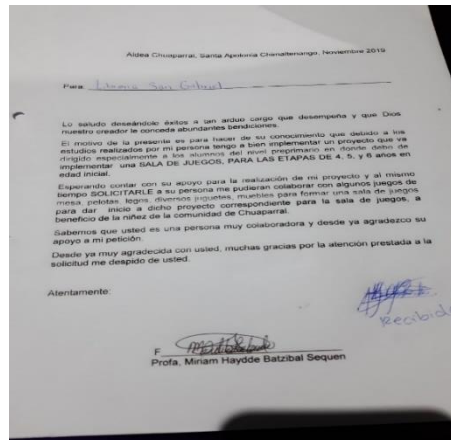 Aldea Chuaparral, Santa Apolonia Chimaltenango, Noviembre 2019
Para: Librería San Gabriel
Lo saludo deseándole éxitos a tan arduo cargo que desempeña y que Dios
nuestro creador le conceda abundantes bendiciones.
El motivo de la presente es para hacer de su conocimiento que debido a los
estudios realizados por mi persona tengo a bien implementar un proyecto que va
dirigido especialmente a los alumnos del nivel preprimario en donde debo de
implementar una SALA DE JUEGOS, PARA LAS ETAPAS DE 4, 5, y 6 años en
edad inicial.
Esperando contar con su apoyo para la realización de mi proyecto y al mismo
tiempo SOLICITARLE a su persona me pudieran colaborar con algunos juegos de
mesa, pelotas, legos, diversos juguetes, muebles para formar una sala de juegos
para dar inicio a dicho proyecto correspondiente para la sala de juegos, a
beneficio de la niñez de la comunidad de Chuaparral.
Sabemos que usted es una persona muy colaboradora y desde ya agradezco su
apoyo a mi petición.
Desde ya muy agradecida con usted, muchas gracias por la atención prestada a la
solicitud me despido de usted.
Atentamente:
Recibido
F
Profa. Miriam Haydde Batzibal Sequen